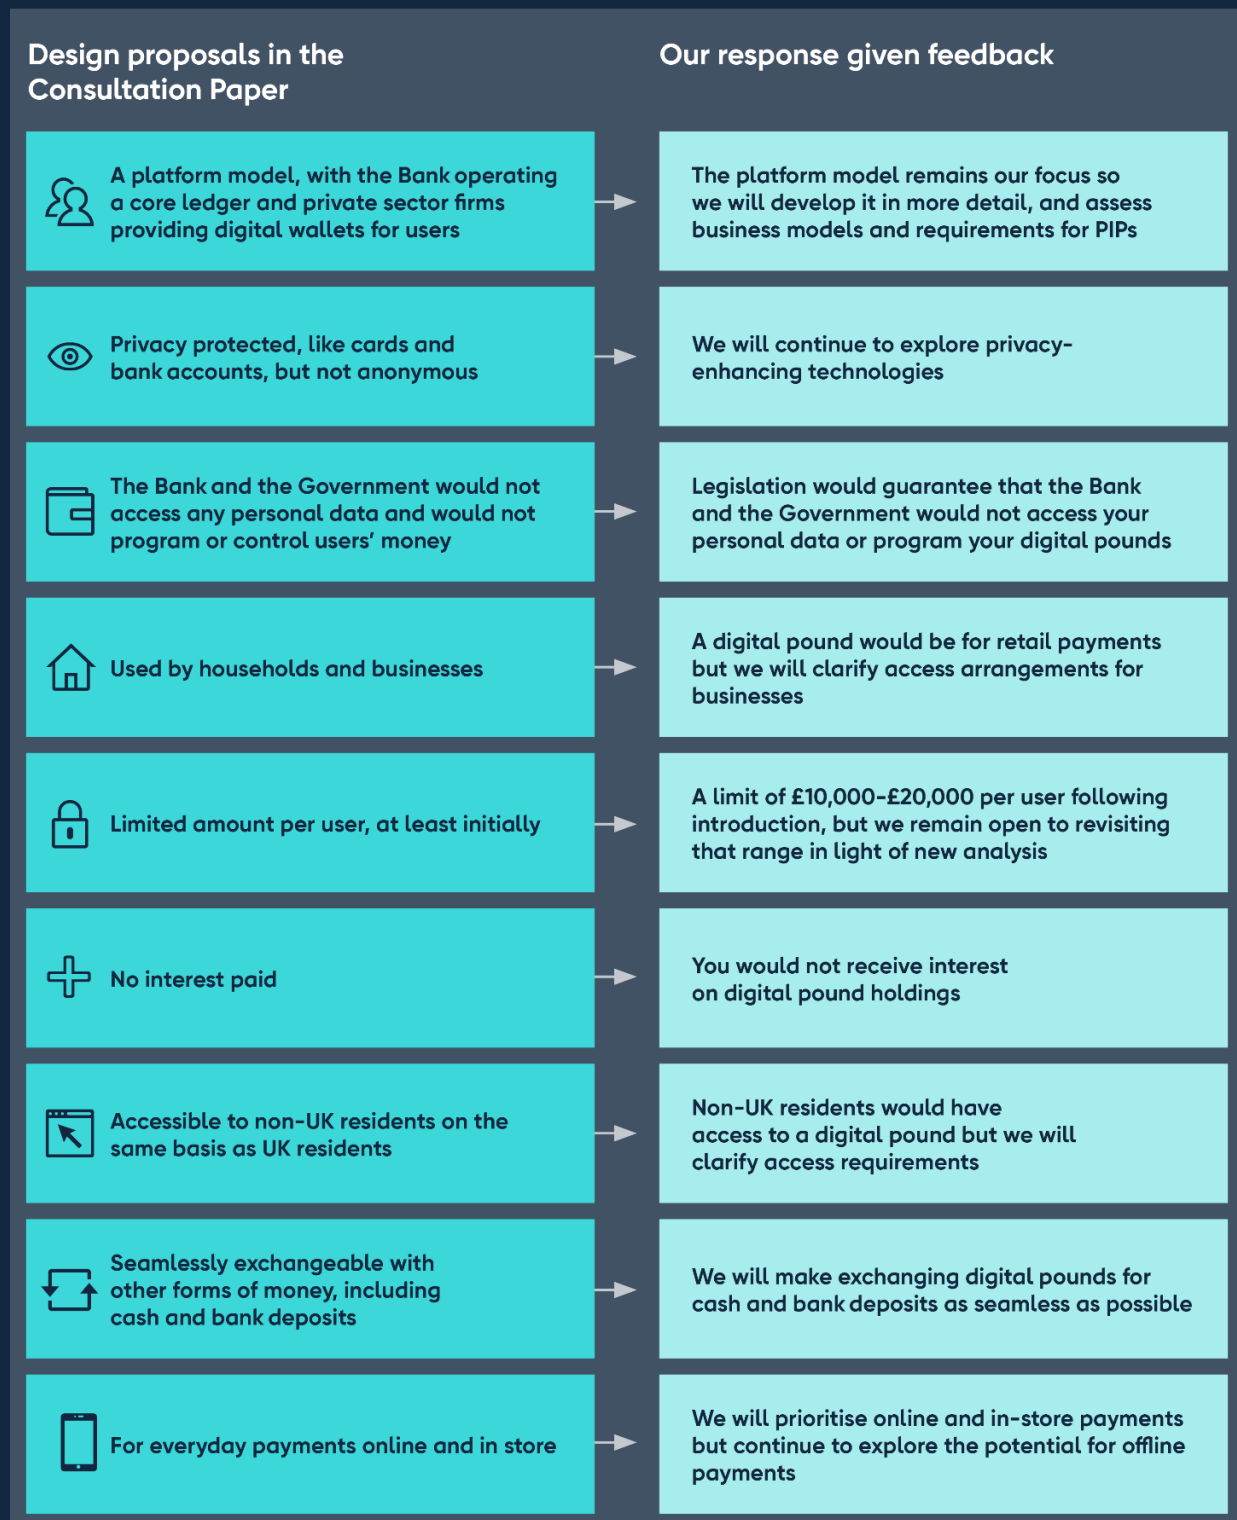 Design proposals in the
Consultation Paper
Our response given feedback
A platform model, with the Bank operating
a core ledger and private sector firms
providing digital wallets for users
The platform model remains our focus so
we will develop it in more detail, and assess
business models and requirements for PIPs
Privacy protected, like cards and
bank accounts, but not anonymous
We will continue to explore privacy-
enhancing technologies
The Bank and the Government would not
access any personal data and would not
program or control users’ money
Legislation would guarantee that the Bank
and the Government would not access your
personal data or program your digital pounds
Used by households and businesses
A digital pound would be for retail payments
but we will clarify access arrangements for
businesses
Limited amount per user, at least initially
A limit of £10,000–£20,000 per user following
introduction, but we remain open to revisiting
that range in light of new analysis
No interest paid
You would not receive interest
on digital pound holdings
Accessible to non-UK residents on the
same basis as UK residents
Non-UK residents would have
access to a digital pound but we will
clarify access requirements
Seamlessly exchangeable with
other forms of money, including
cash and bank deposits
We will make exchanging digital pounds for
cash and bank deposits as seamless as possible
For everyday payments online and in store
We will prioritise online and in-store payments
but continue to explore the potential for offline
payments